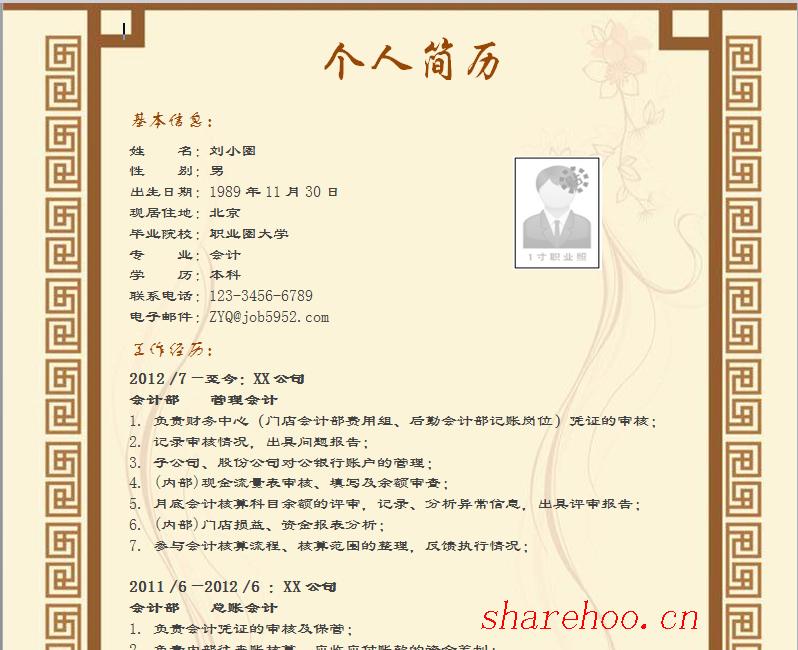 个人简历
基本信息：
姓　　名：刘小图
性　　别：男
出生日期：1989 年 11 月 30 日
现居住地：北京
毕业院校：职业图大学
专　　业：会计
学　　历：本科
联系电话：123-3456-6789
电子邮件：ZYQ@job5952.com
1寸职业照
工作经历：
2012 /7 —至今：XX 公司
会计部　　管理会计
1. 负责财务中心（门店会计部费用组、后勤会计部记账岗位）凭证的审核；
2. 记录审核情况，出具问题报告；
3. 子公司、股份公司对公银行账户的管理；
4. （内部）现金流量表审核、填写及余额审查；
5. 月底会计核算科目余额的评审，记录、分析异常信息，出具评审报告；
6. （内部）门店损益、资金报表分析；
7. 参与会计核算流程、核算范围的整理，反馈执行情况；
2011 /6 —2012 /6 ：XX 公司
会计部　　总账会计
1. 负责会计凭证的审核及保管；
sharehoo.cn